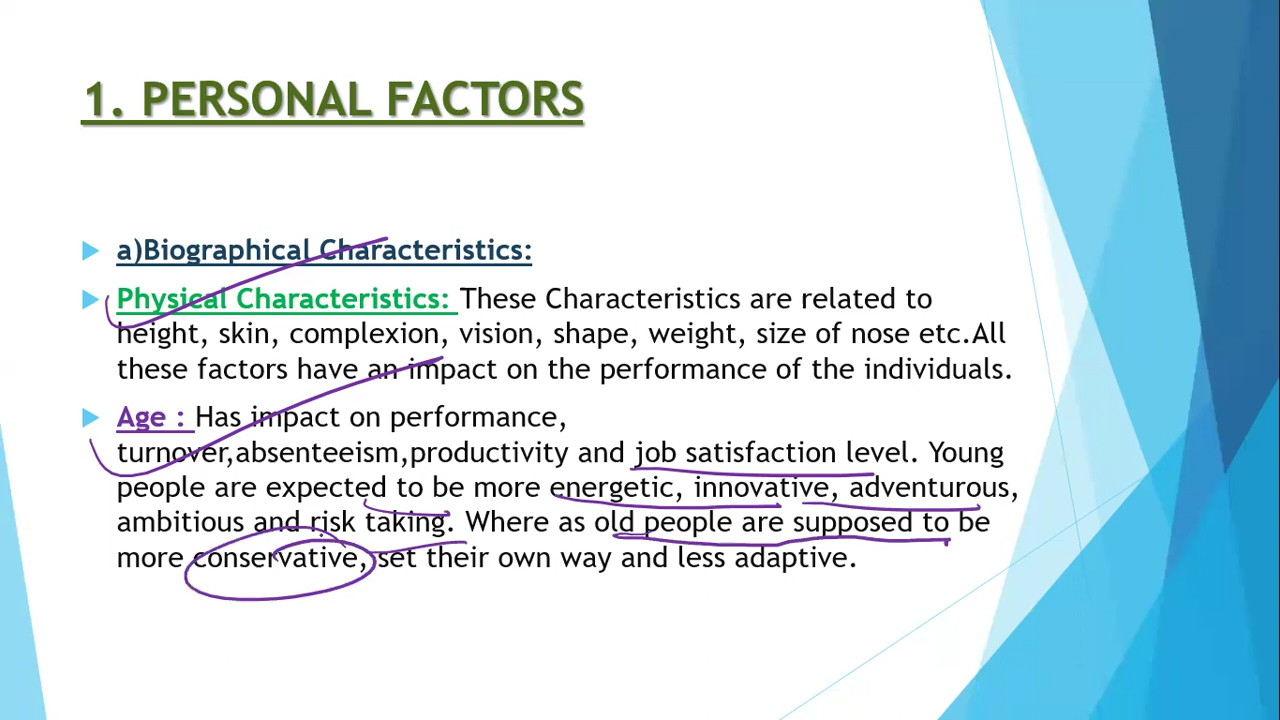 1. PERSONAL FACTORS
a)Biographical Characteristics:
Physical Characteristics: These Characteristics are related to
height, skin, complexion, vision, shape, weight, size of nose etc.All
these factors have an impact on the performance of the individuals.
Age : Has impact on performance,
turnover,absenteeism,productivity and job satisfaction level. Young
people are expected to be more energetic, innovative, adventurous,
ambitious and risk taking. Where as old people are supposed to be
more conservative, set their own way and less adaptive.